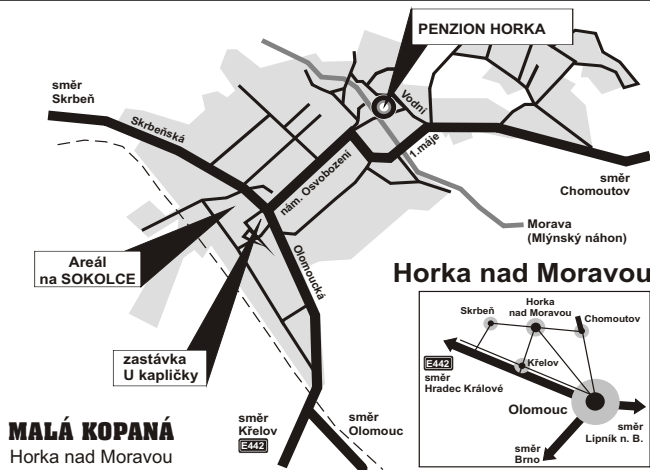 PENZION HORKA
směr
Skrbeň
Skrbeňská
Vodní
1.máje
nám. Osvobození
směr
Chomoutov
Morava
(Mlýnský náhon)
Areál
na SOKOLCE
Olomoucká
zastávka
U kapličky
směr
Křelov
E442
směr
Olomouc
MALÁ KOPANÁ
Horka nad Moravou
Horka nad Moravou
Skrbeň
Horka
nad Moravou
Chomoutov
Křelov
E442
směr
Hradec Králové
Olomouc
směr
Lipník n. B.
směr
Brno